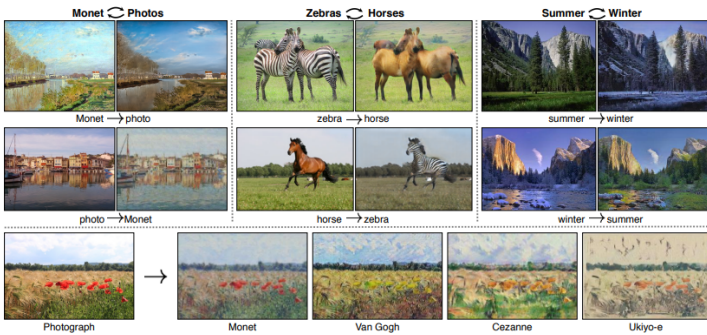 Monet Photos
Zebras Horses
Summer Winter
Monet → photo
zebra → horse
summer → winter
photo → Monet
horse → zebra
winter → summer
Photograph
Monet
Van Gogh
Cezanne
Ukiyo-e